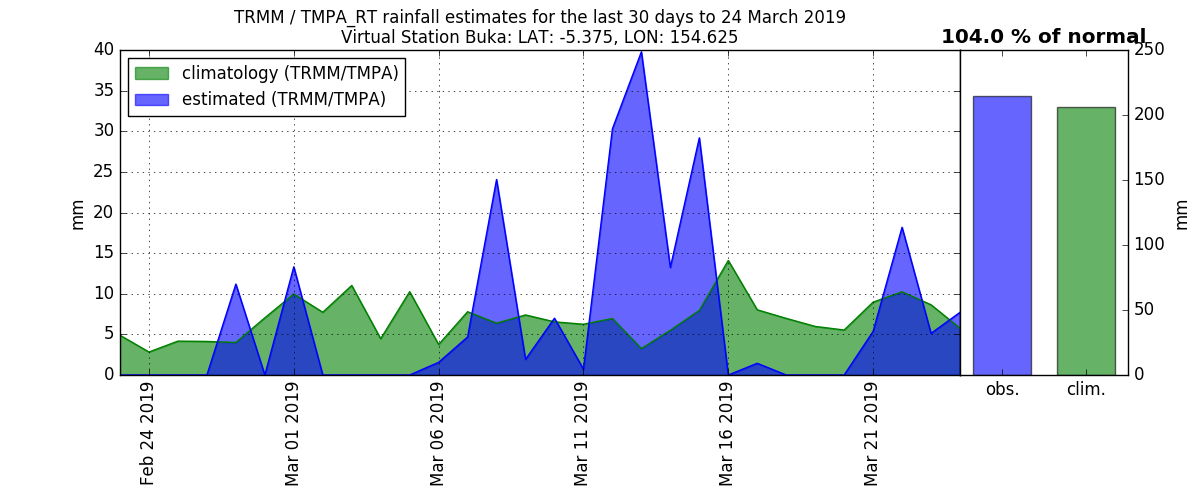 TRMM / TMPA_RT rainfall estimates for the last 30 days to 24 March 2019
Virtual Station Buka: LAT: -5.375, LON: 154.625
104.0 % of normal
climatology (TRMM/TMPA)
estimated (TRMM/TMPA)
40
35
30
25
20
15
10
5
0
mm
Feb 24 2019
Mar 01 2019
Mar 06 2019
Mar 11 2019
Mar 16 2019
Mar 21 2019
obs.
clim.
250
200
150
100
50
0
mm